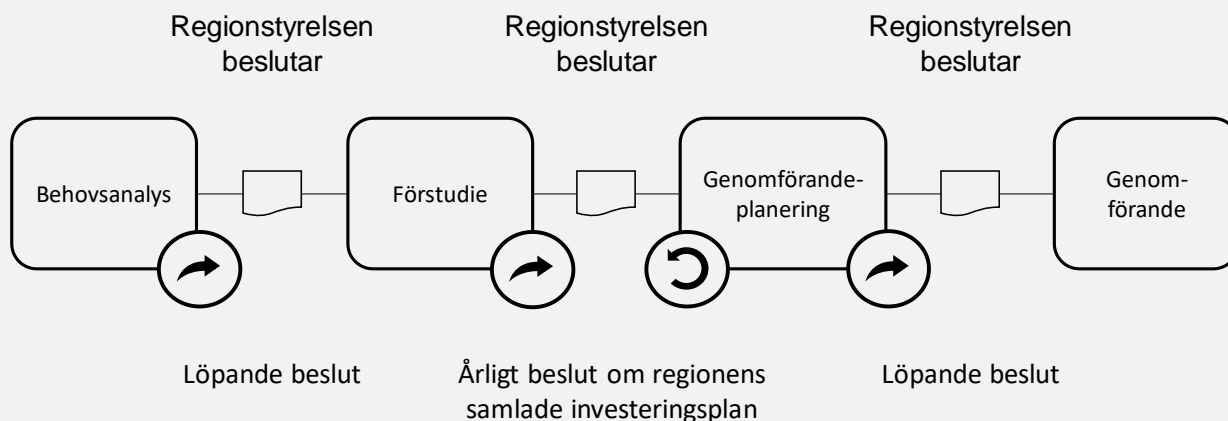 Regionstyrelsen
beslutar
Regionstyrelsen
beslutar
Regionstyrelsen
beslutar
Behovsanalys
Förstudie
Genomförande-
planering
Genom-
förande
Löpande beslut
Årligt beslut om regionens
samlade investeringsplan
Löpande beslut